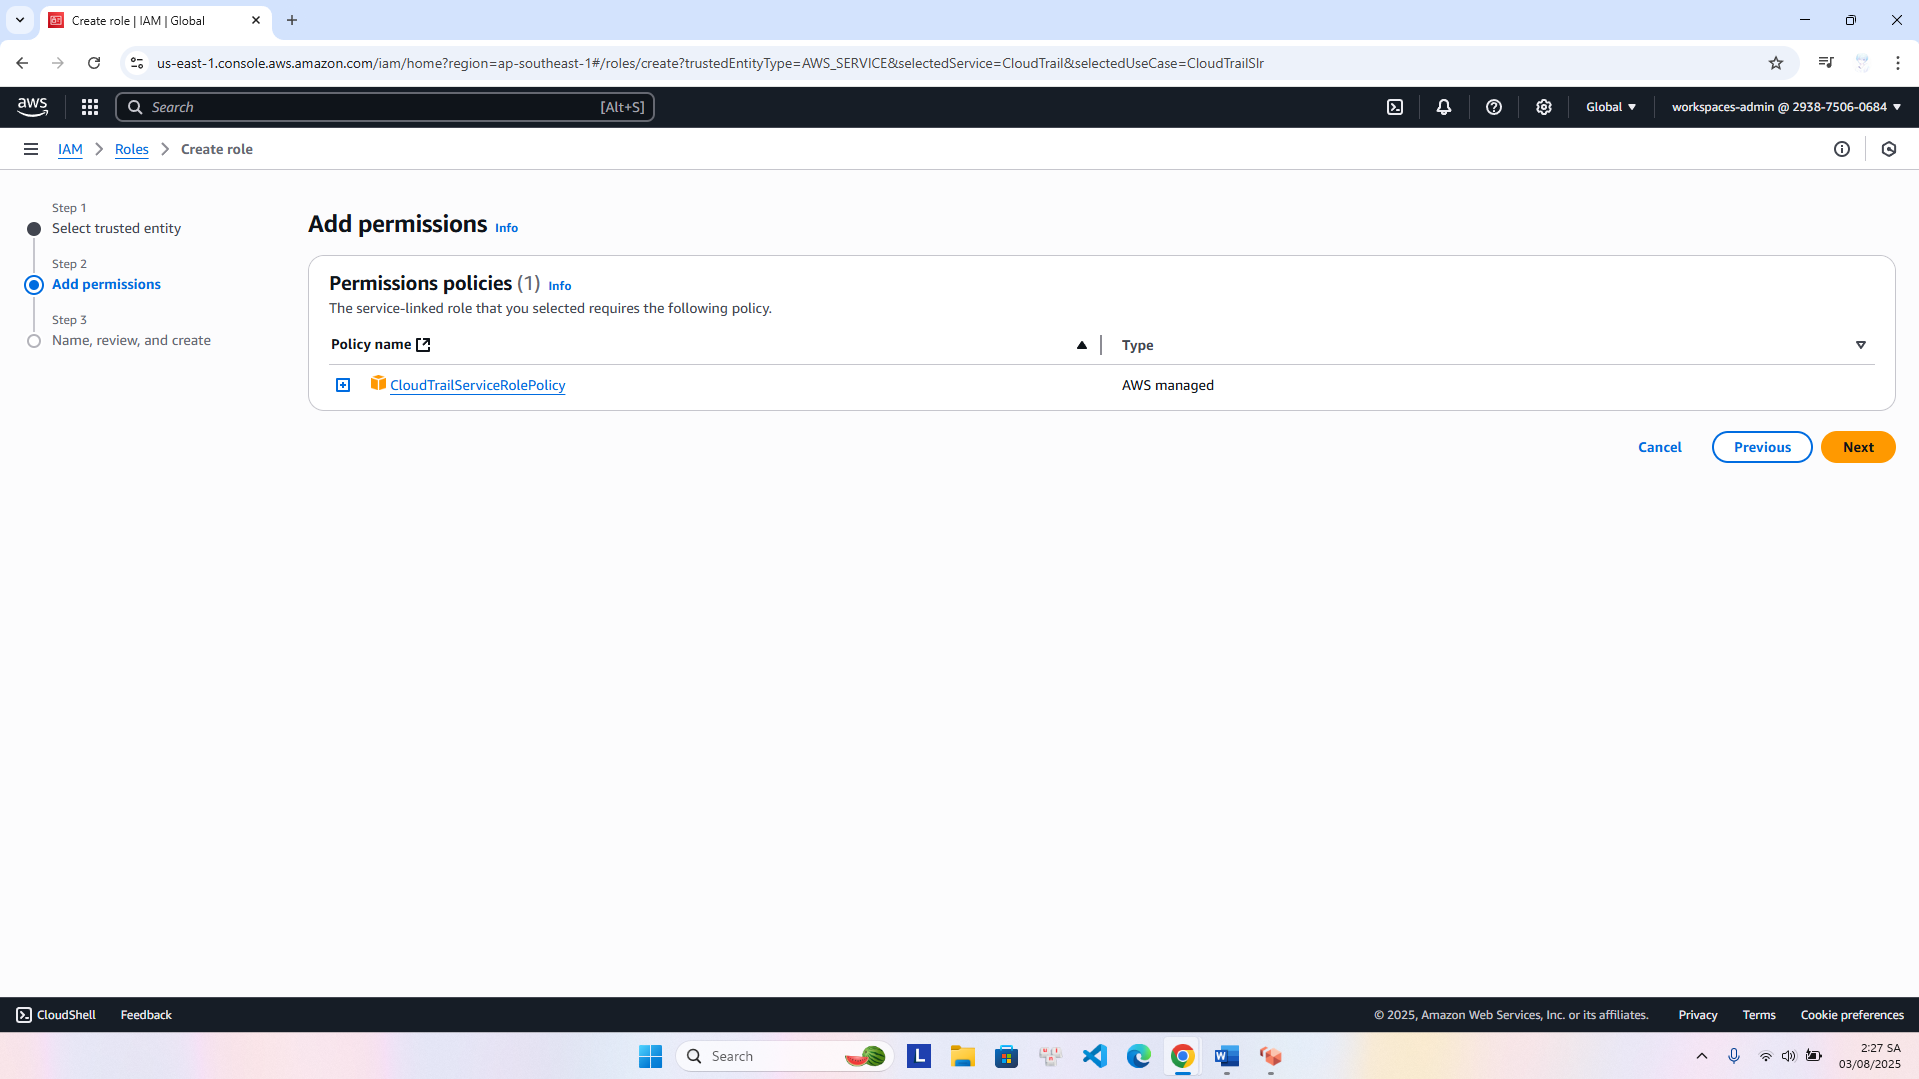 Create role | IAM | Global
us-east-1.console.aws.amazon.com/iam/home?region=ap-southeast-1#/roles/create?trustedEntityType=AWS_SERVICE&selectedService=CloudTrail&selectedUseCase=CloudTrailSlr
aws
Search
[Alt+S]
Global
workspaces-admin @ 2938-7506-0684
IAM
Roles
Create role
Step 1
Select trusted entity
Step 2
Add permissions
Step 3
Name, review, and create
Add permissions Info
Permissions policies (1) Info
The service-linked role that you selected requires the following policy.
Policy name
Type
CloudTrailServiceRolePolicy
AWS managed
Cancel
Previous
Next
CloudShell
Feedback
© 2025, Amazon Web Services, Inc. or its affiliates.
Privacy
Terms
Cookie preferences
Search
L
W
2:27 SA
03/08/2025